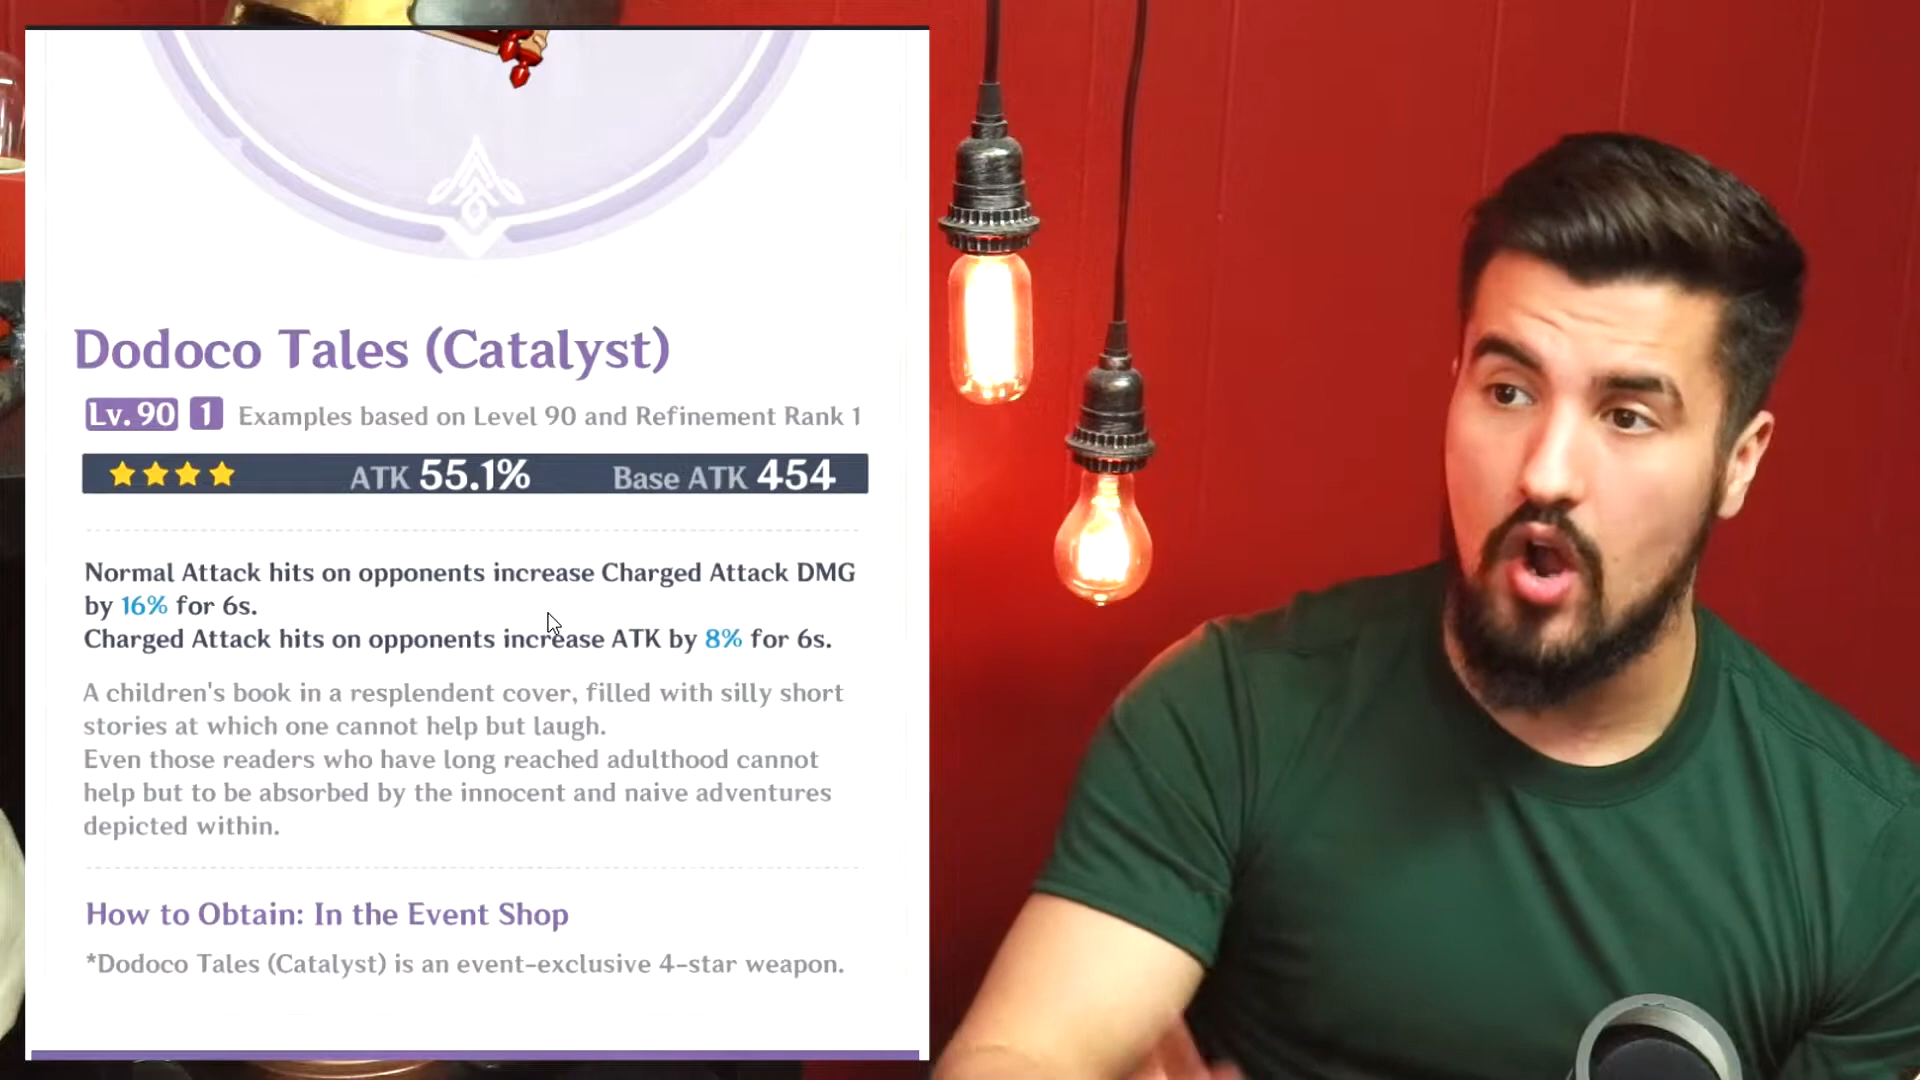 Dodoco Tales (Catalyst)
Lv. 90 1 Examples based on Level 90 and Refinement Rank 1
ATK 55.1% Base ATK 454
Normal Attack hits on opponents increase Charged Attack DMG
by 16% for 6s.
Charged Attack hits on opponents increase ATK by 8% for 6s.
A children's book in a resplendent cover, filled with silly short
stories at which one cannot help but laugh.
Even those readers who have long reached adulthood cannot
help but to be absorbed by the innocent and naive adventures
depicted within.
How to Obtain: In the Event Shop
*Dodoco Tales (Catalyst) is an event-exclusive 4-star weapon.